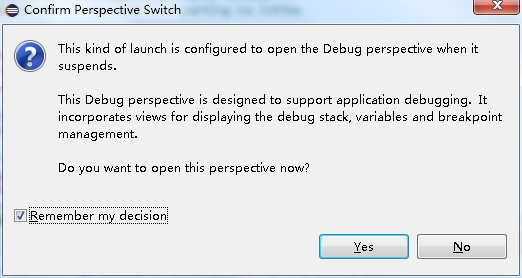 Confirm Perspective Switch
This kind of launch is configured to open the Debug perspective when it
suspends.
This Debug perspective is designed to support application debugging. It
incorporates views for displaying the debug stack, variables and breakpoint
management.
Do you want to open this perspective now?
Remember my decision
Yes
No